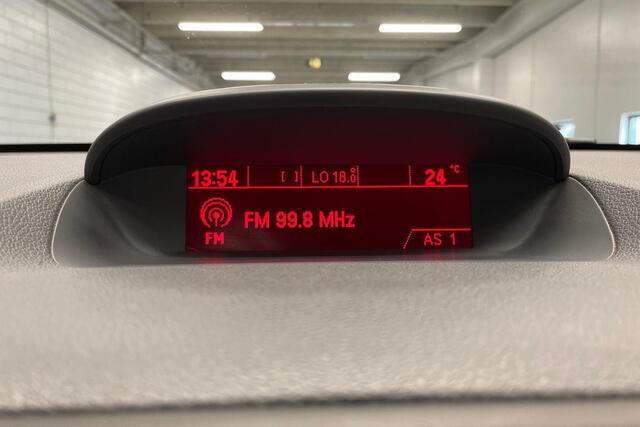 13:54 [ ] LO 18.0° 24 °C
FM 99.8 MHz
FM
AS 1